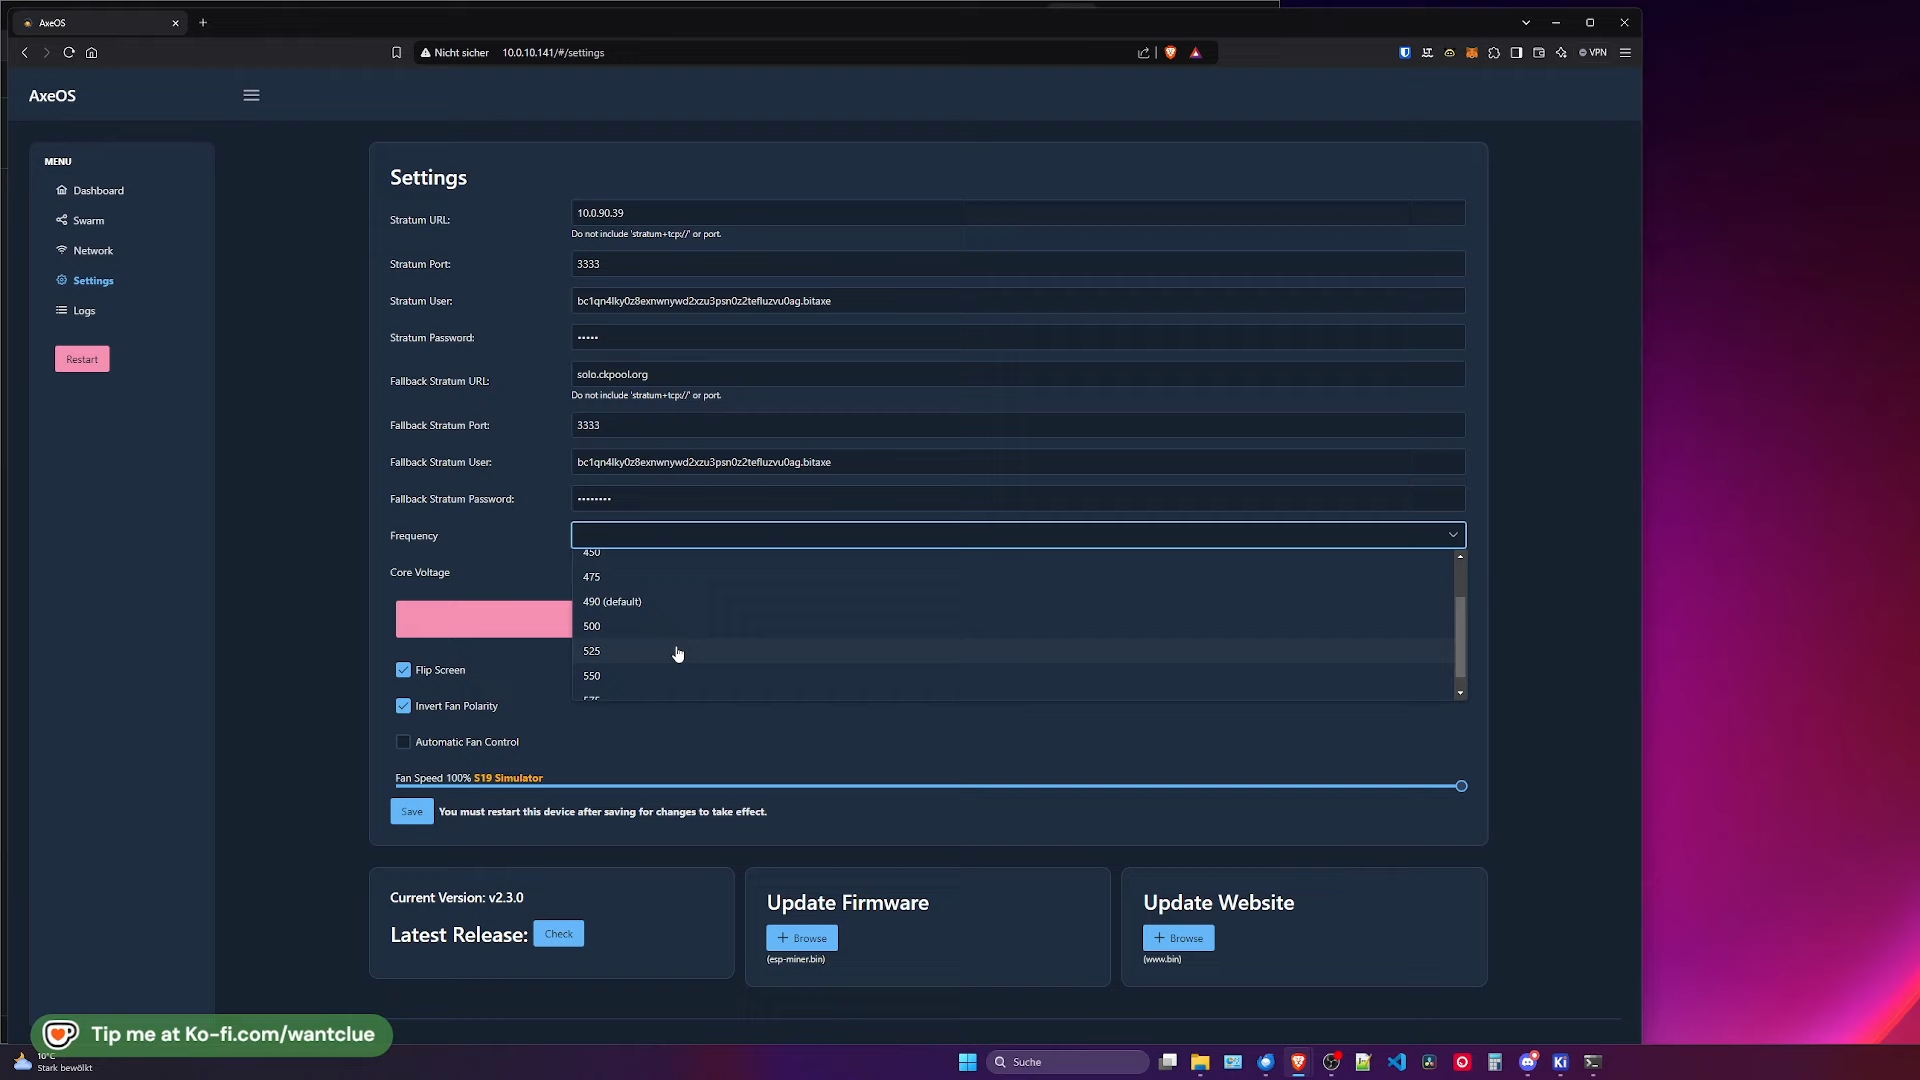 AxeOS
Nicht sicher 10.0.10.141/#/settings
VPN
AxeOS
MENU
Dashboard
Swarm
Network
Settings
Logs
Restart
Settings
Stratum URL:
10.0.90.39
Do not include 'stratum+tcp://' or port.
Stratum Port:
3333
Stratum User:
bc1qn4lky0z8exnwnywd2xzu3psn0z2tefluzvu0ag.bitaxe
Stratum Password:
•••••
Fallback Stratum URL:
solo.ckpool.org
Do not include 'stratum+tcp://' or port.
Fallback Stratum Port:
3333
Fallback Stratum User:
bc1qn4lky0z8exnwnywd2xzu3psn0z2tefluzvu0ag.bitaxe
Fallback Stratum Password:
••••••••
Frequency
450
475
490 (default)
500
525
550
575
Core Voltage
Flip Screen
Invert Fan Polarity
Automatic Fan Control
Fan Speed 100% S19 Simulator
Save
You must restart this device after saving for changes to take effect.
Current Version: v2.3.0
Latest Release: Check
Update Firmware
+ Browse
(esp-miner.bin)
Update Website
+ Browse
(www.bin)
Tip me at Ko-fi.com/wantclue
10°C
Stark bewölkt
Suche
Ki